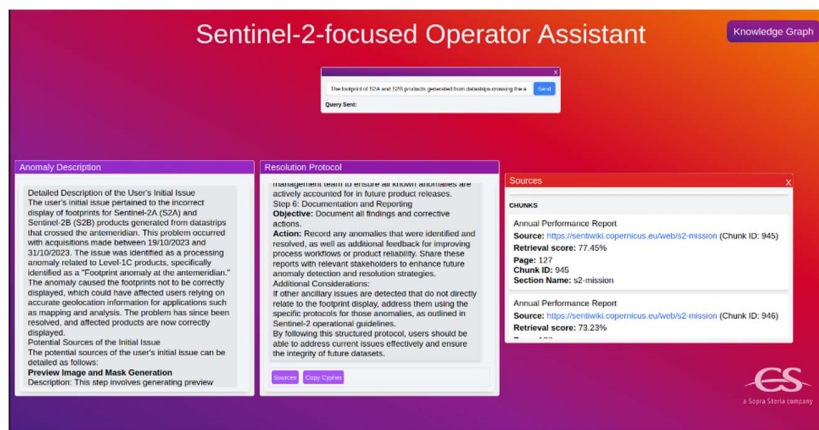 Sentinel-2-focused Operator Assistant
Knowledge Graph
X
The footprint of S2A and S2B products generated from datastrips crossing the a
Send
Query Sent:
Anomaly Description
Detailed Description of the User's Initial Issue
The user's initial issue pertained to the incorrect
display of footprints for Sentinel-2A (S2A) and
Sentinel-2B (S2B) products generated from datastrips
that crossed the antemeridian. This problem occurred
with acquisitions made between 19/10/2023 and
31/10/2023. The issue was identified as a processing
anomaly related to Level-1C products, specifically
identified as a "Footprint anomaly at the antemeridian."
The anomaly caused the footprints not to be correctly
displayed, which could have affected users relying on
accurate geolocation information for applications such
as mapping and analysis. The problem has since been
resolved, and affected products are now correctly
displayed.
Potential Sources of the Initial Issue
The potential sources of the user's initial issue can be
detailed as follows:
Preview Image and Mask Generation
Description: This step involves generating preview
Resolution Protocol
management team to ensure all known anomalies are
actively accounted for in future product releases.
Step 6: Documentation and Reporting
Objective: Document all findings and corrective
actions.
Action: Record any anomalies that were identified and
resolved, as well as additional feedback for improving
process workflows or product reliability. Share these
reports with relevant stakeholders to enhance future
anomaly detection and resolution strategies.
Additional Considerations:
If other ancillary issues are detected that do not directly
relate to the footprint display, address them using the
specific protocols for those anomalies, as outlined in
Sentinel-2 operational guidelines.
By following this structured protocol, users should be
able to address current issues effectively and ensure
the integrity of future datasets.
Sources
Copy Cypher
Sources
X
CHUNKS
Annual Performance Report
Source: https://sentiwiki.copernicus.eu/web/s2-mission (Chunk ID: 945)
Retrieval score: 77.45%
Page: 127
Chunk ID: 945
Section Name: s2-mission
Annual Performance Report
Source: https://sentiwiki.copernicus.eu/web/s2-mission (Chunk ID: 946)
Retrieval score: 73.23%
CS
a Sopra Steria company